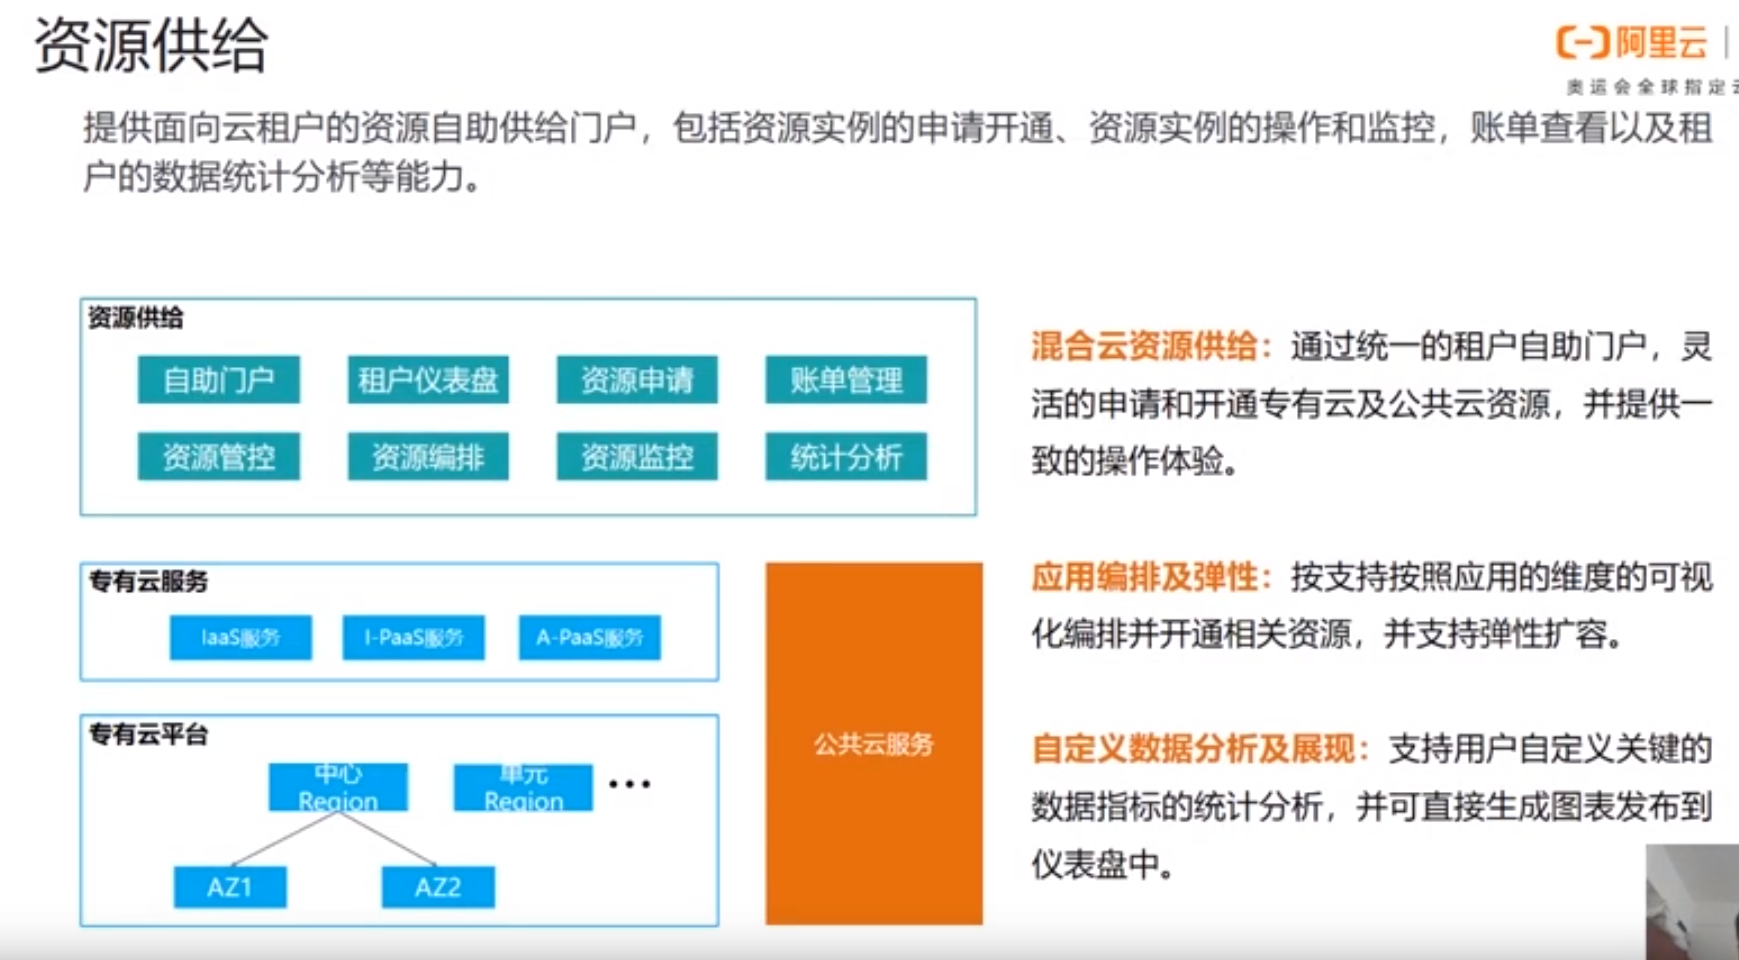 资源供给
阿里云
奥运会全球指定
提供面向云租户的资源自助供给门户，包括资源实例的申请开通、资源实例的操作和监控，账单查看以及租
户的数据统计分析等能力。
资源供给
自助门户 租户仪表盘 资源申请 账单管理
资源管控 资源编排 资源监控 统计分析
专有云服务
IaaS服务 I-PaaS服务 A-PaaS服务
专有云平台
中心 单元
Region Region •••
AZ1 AZ2
公共云服务
混合云资源供给：通过统一的租户自助门户，灵
活的申请和开通专有云及公共云资源，并提供一
致的操作体验。
应用编排及弹性：按支持按照应用的维度的可视
化编排并开通相关资源，并支持弹性扩容。
自定义数据分析及展现：支持用户自定义关键的
数据指标的统计分析，并可直接生成图表发布到
仪表盘中。